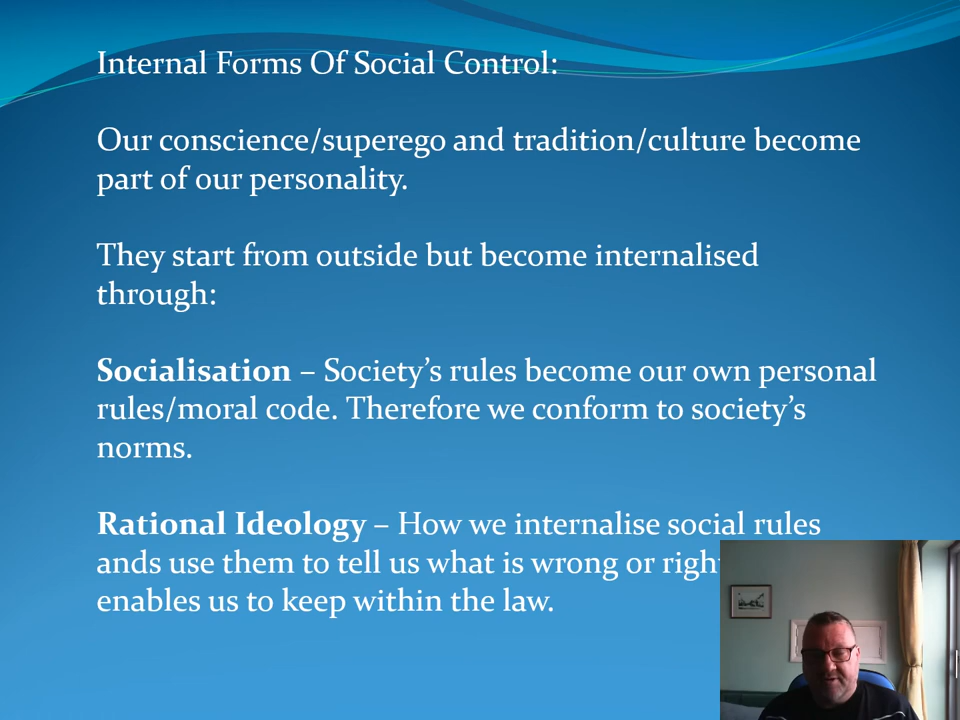 Internal Forms Of Social Control:
Our conscience/superego and tradition/culture become
part of our personality.
They start from outside but become internalised
through:
Socialisation – Society's rules become our own personal
rules/moral code. Therefore we conform to society's
norms.
Rational Ideology – How we internalise social rules
ands use them to tell us what is wrong or
enables us to keep within the law.